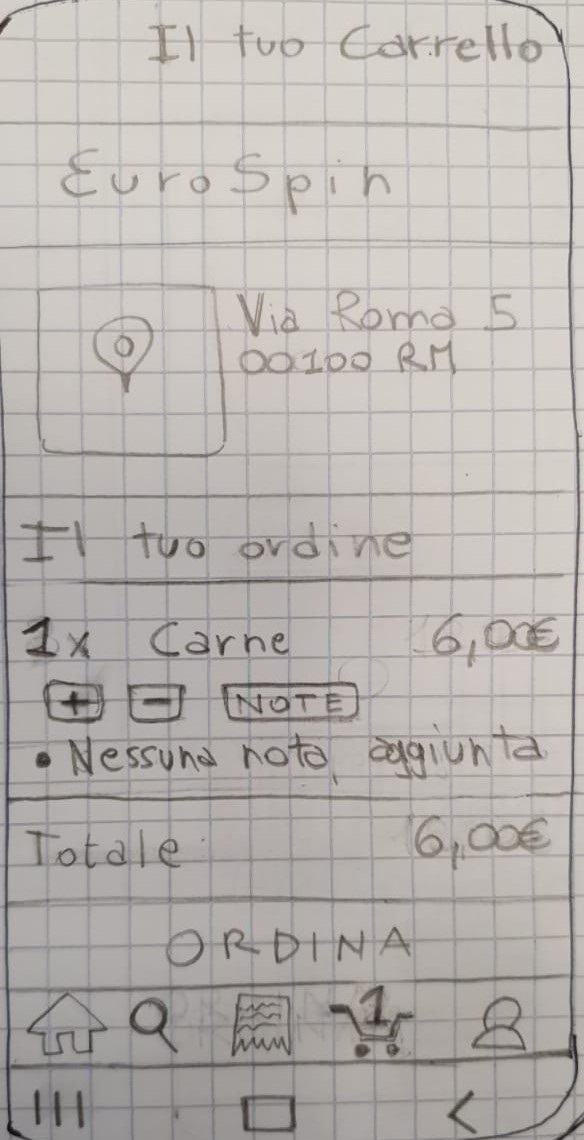 Il tuo Carrello
EuroSpin
Via Roma 5
00100 RM
Il tuo ordine
1x Carne 6,00€
+ - NOTE
• Nessuna nota aggiunta
Totale 6,00€
ORDINA
1